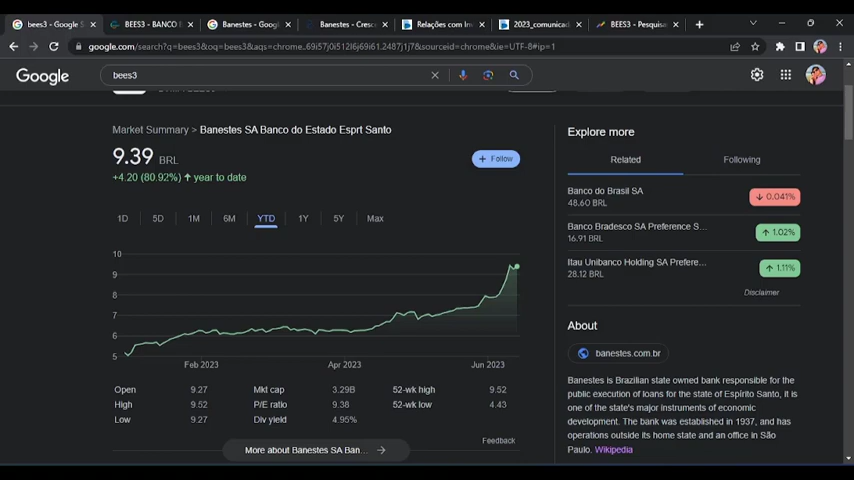 bees3 - Google S
BEES3 - BANCO B
Banestes - Googl
Banestes - Cresc
Relações com Inv
2023_comunicad
BEES3 - Pesquisa
google.com/search?q=bees3&oq=bees3&aqs=chrome..69i57j0i512l6j69i61.2487j1j7&sourceid=chrome&ie=UTF-8#ip=1
Google
bees3
Market Summary > Banestes SA Banco do Estado Esprt Santo
9.39 BRL
+ Follow
+4.20 (80.92%) ↑ year to date
1D 5D 1M 6M YTD 1Y 5Y Max
10
9
8
7
6
5
Feb 2023 Apr 2023 Jun 2023
Open 9.27 Mkt cap 3.29B 52-wk high 9.52
High 9.52 P/E ratio 9.38 52-wk low 4.43
Low 9.27 Div yield 4.95%
Feedback
More about Banestes SA Ban... →
Explore more
Related Following
Banco do Brasil SA
48.60 BRL
↓ 0.041%
Banco Bradesco SA Preference S...
16.91 BRL
↑ 1.02%
Itau Unibanco Holding SA Prefere...
28.12 BRL
↑ 1.11%
Disclaimer
About
banestes.com.br
Banestes is Brazilian state owned bank responsible for the
public execution of loans for the state of Espírito Santo, it is
one of the state's major instruments of economic
development. The bank was established in 1937, and has
operations outside its home state and an office in São
Paulo. Wikipedia